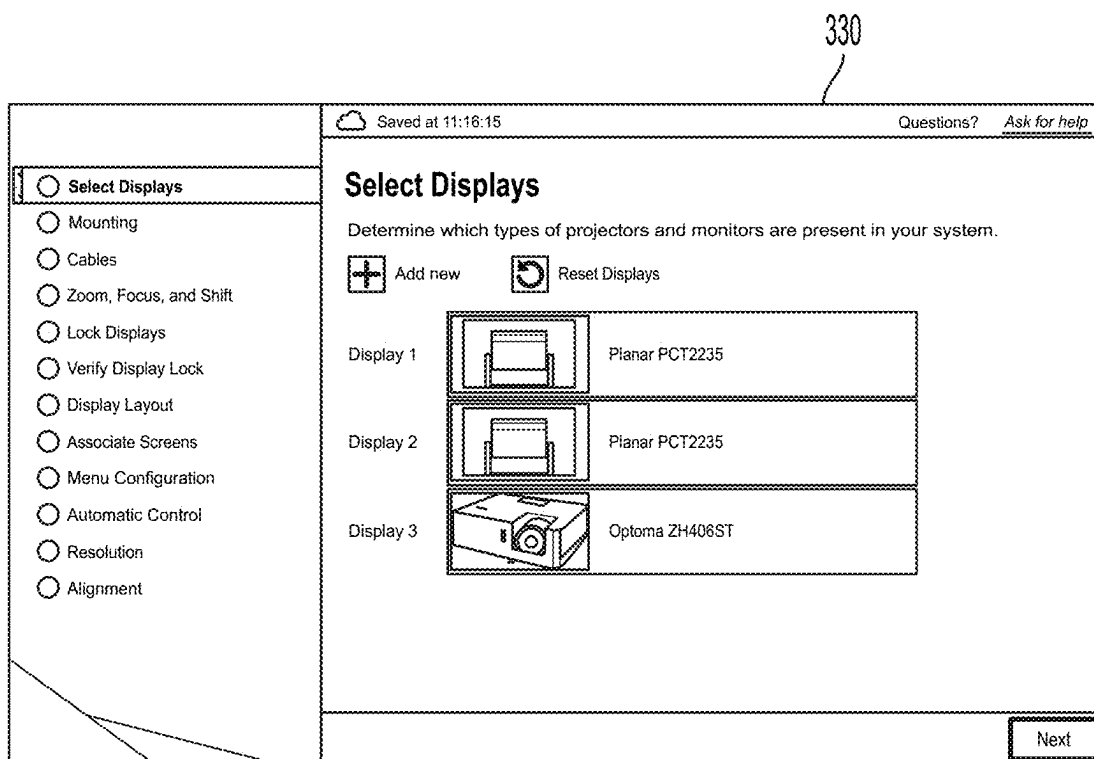 330
Saved at 11:16:15 Questions? Ask for help
Select Displays
Mounting
Cables
Zoom, Focus, and Shift
Lock Displays
Verify Display Lock
Display Layout
Associate Screens
Menu Configuration
Automatic Control
Resolution
Alignment
Select Displays
Determine which types of projectors and monitors are present in your system.
Add new Reset Displays
Display 1 Planar PCT2235
Display 2 Planar PCT2235
Display 3 Optoma ZH406ST
Next